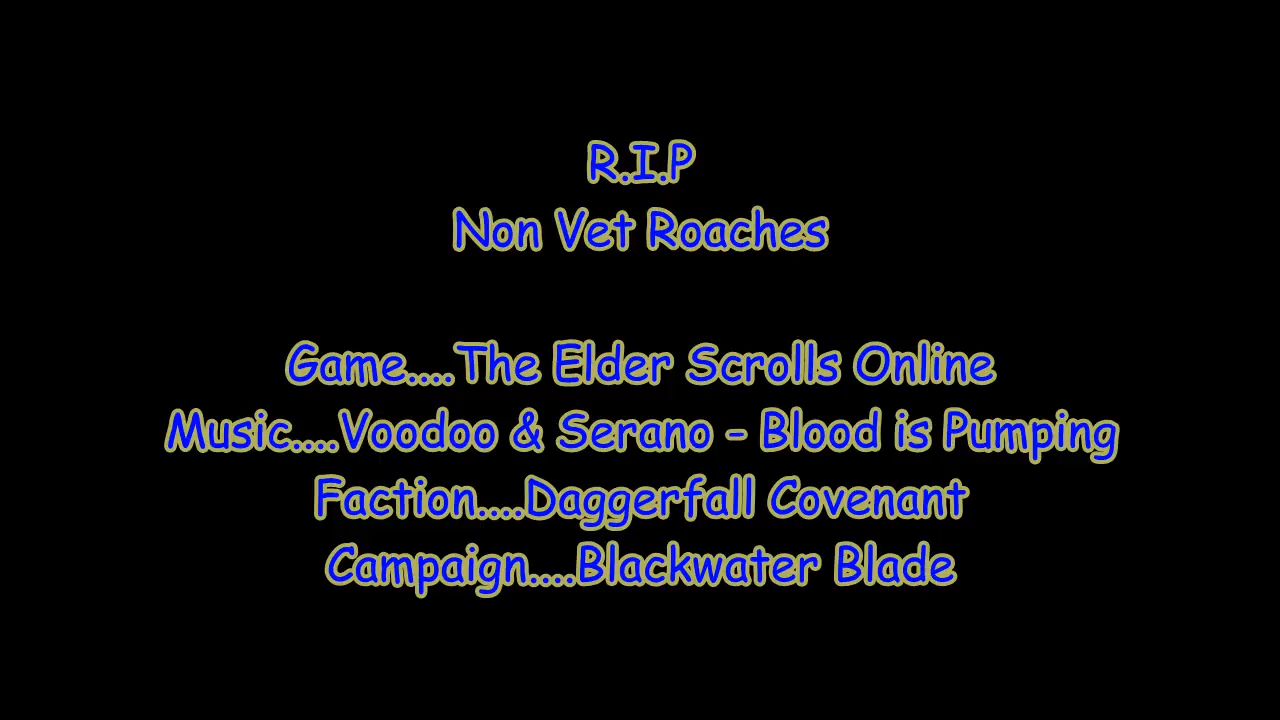 R.I.P
Non Vet Roaches
Game....The Elder Scrolls Online
Music....Voodoo & Serano - Blood is Pumping
Faction....Daggerfall Covenant
Campaign....Blackwater Blade